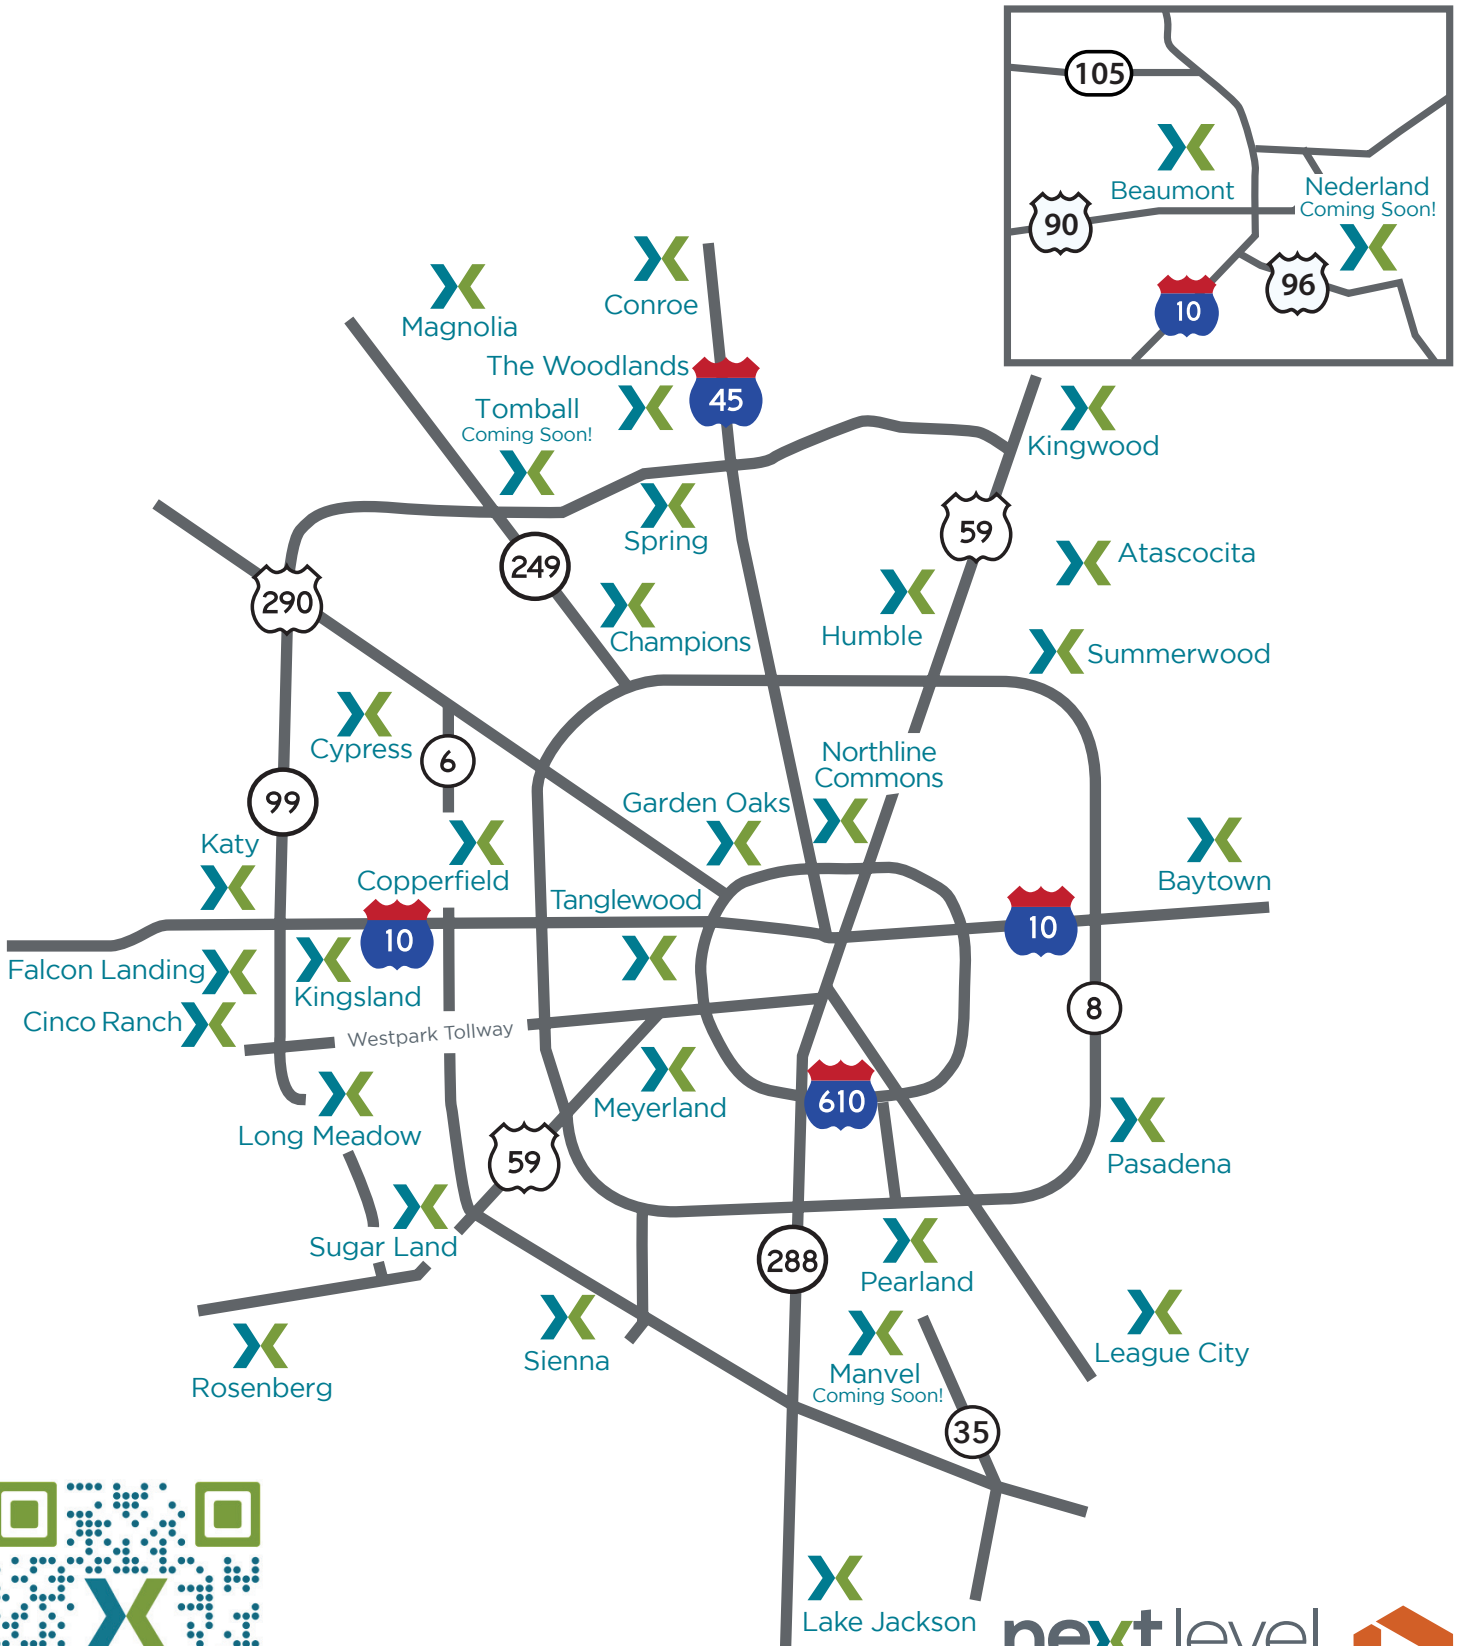 105
Beaumont
Nederland
Coming Soon!
90
96
10
Conroe
Magnolia
The Woodlands
45
Tomball
Coming Soon!
Kingwood
Spring
59
249
Atascocita
290
Champions
Humble
Summerwood
Cypress
6
Northline
Commons
99
Garden Oaks
Katy
Copperfield
Tanglewood
Baytown
10
10
Falcon Landing
Kingsland
Cinco Ranch
Westpark Tollway
8
Meyerland
610
Long Meadow
59
Pasadena
Sugar Land
288
Pearland
Rosenberg
Sienna
Manvel
Coming Soon!
League City
35
Lake Jackson
next level